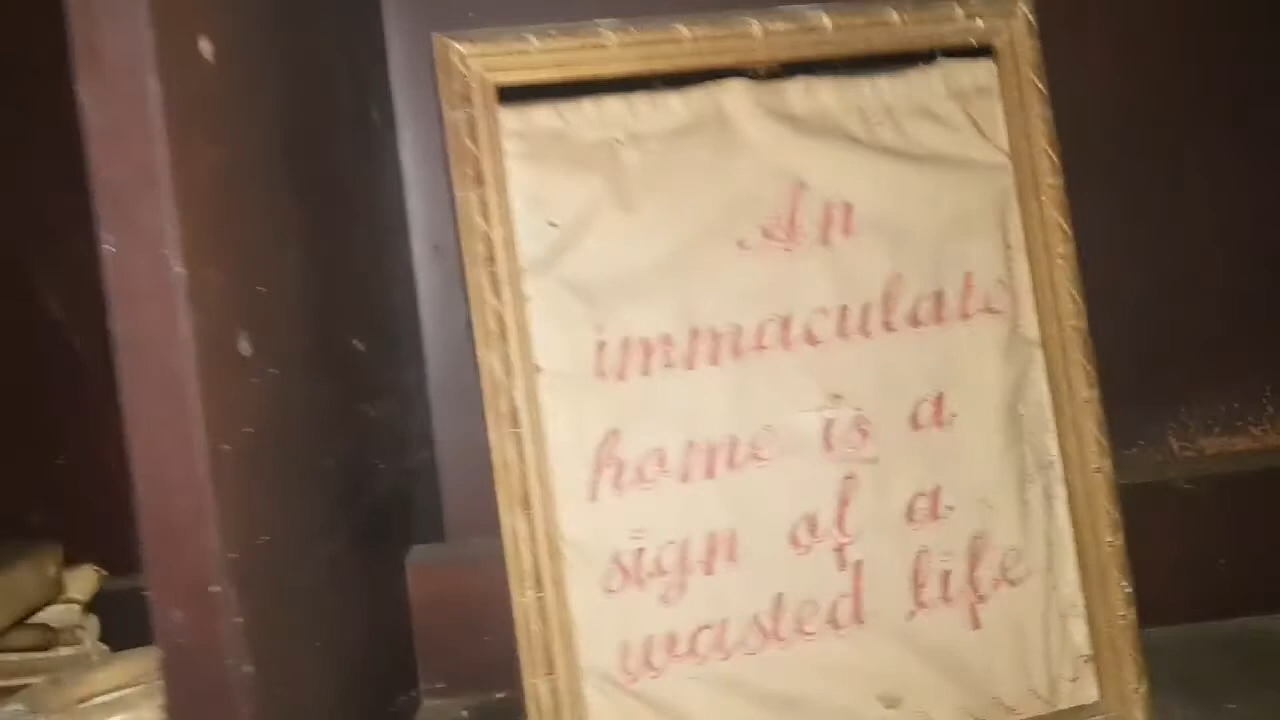 An
immaculate
home is a
sign of a
wasted life